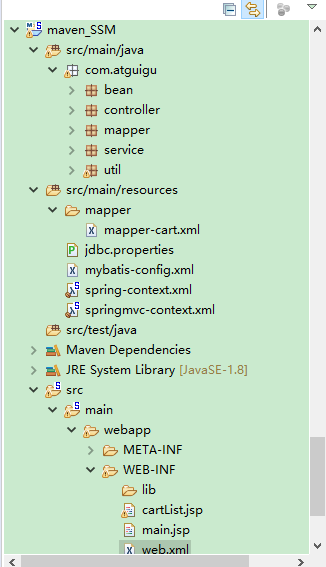 maven_SSM
src/main/java
com.atguigu
bean
controller
mapper
service
util
src/main/resources
mapper
mapper-cart.xml
jdbc.properties
mybatis-config.xml
spring-context.xml
springmvc-context.xml
src/test/java
Maven Dependencies
JRE System Library [JavaSE-1.8]
src
main
webapp
META-INF
WEB-INF
lib
cartList.jsp
main.jsp
web.xml